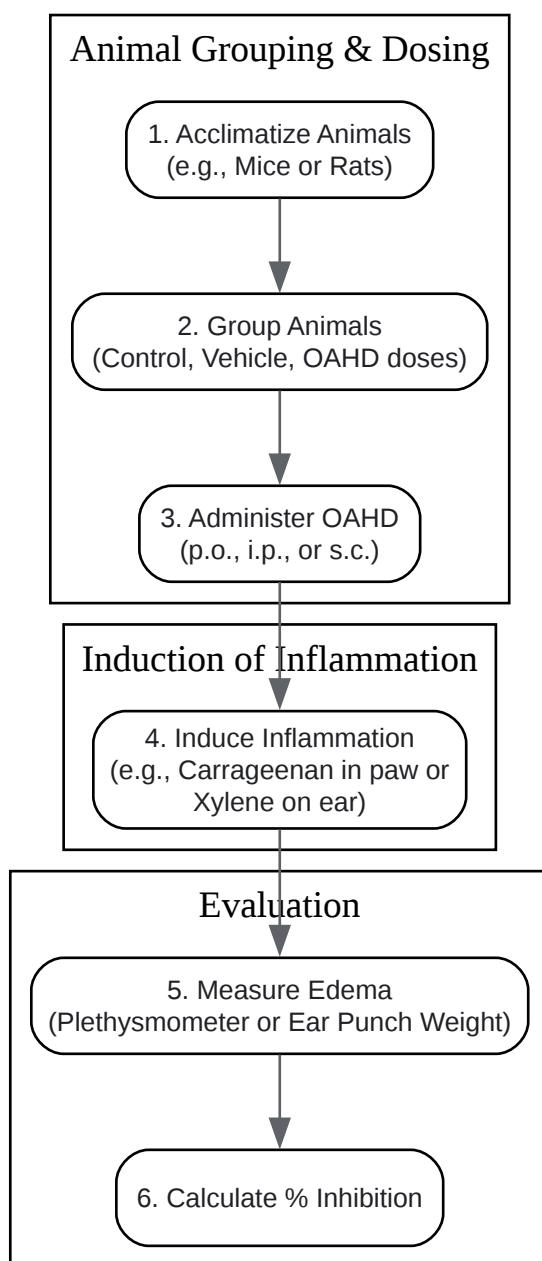 Animal Grouping & Dosing
1. Acclimatize Animals
(e.g., Mice or Rats)
2. Group Animals
(Control, Vehicle, OAHD doses)
3. Administer OAHD
(p.o., i.p., or s.c.)
Induction of Inflammation
4. Induce Inflammation
(e.g., Carrageenan in paw or
Xylene on ear)
Evaluation
5. Measure Edema
(Plethysmometer or Ear Punch Weight)
6. Calculate % Inhibition